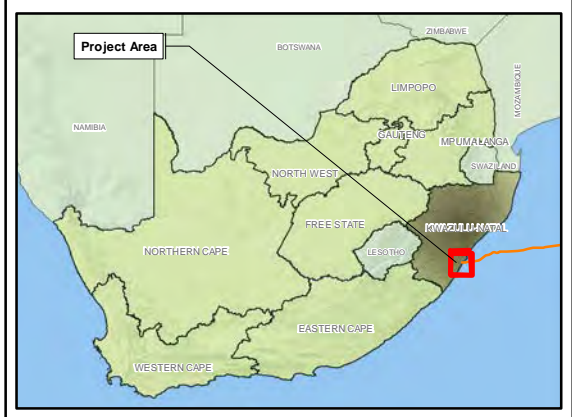 ZIMBABWE
Project Area
BOTSWANA
LIMPOPO
MOZAMBIQUE
NAMIBIA
GAUTENG
MPUMALANGA
SWAZILAND
NORTH WEST
FREE STATE
KWAZULU-NATAL
LESOTHO
NORTHERN CAPE
EASTERN CAPE
WESTERN CAPE